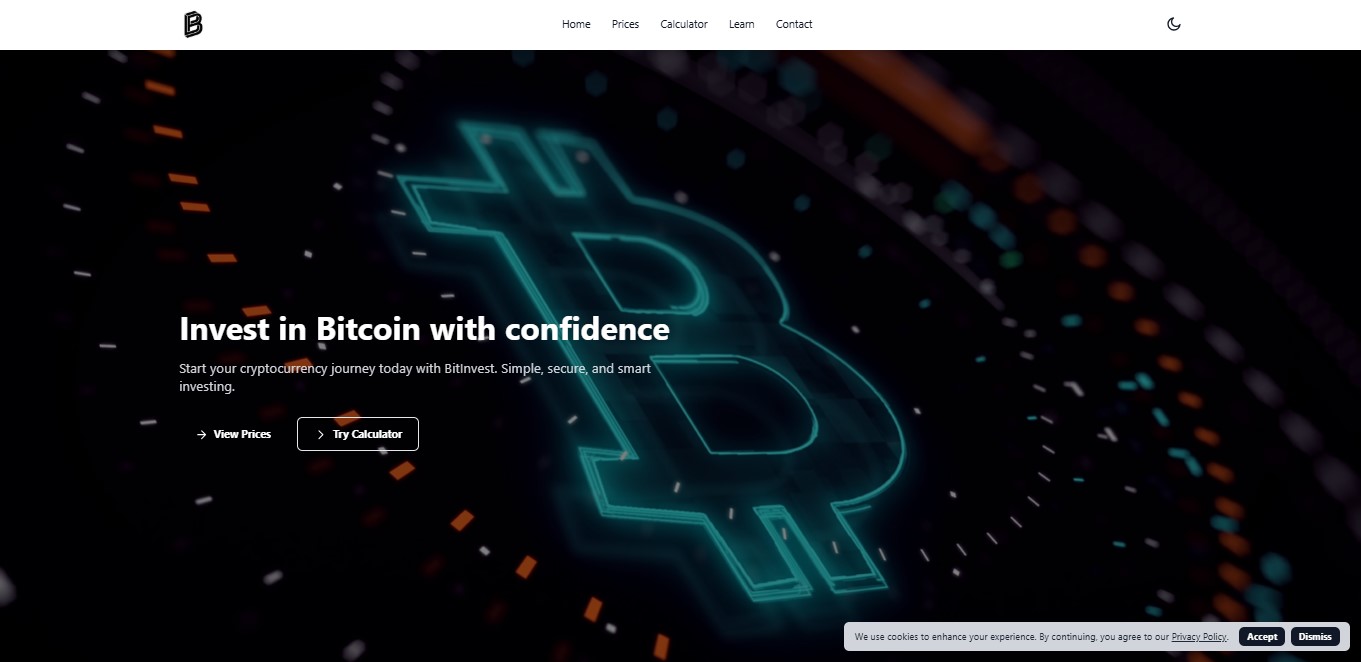 B
Home Prices Calculator Learn Contact
Invest in Bitcoin with confidence
Start your cryptocurrency journey today with BitInvest. Simple, secure, and smart
investing.
View Prices Try Calculator
We use cookies to enhance your experience. By continuing, you agree to our Privacy Policy. Accept Dismiss